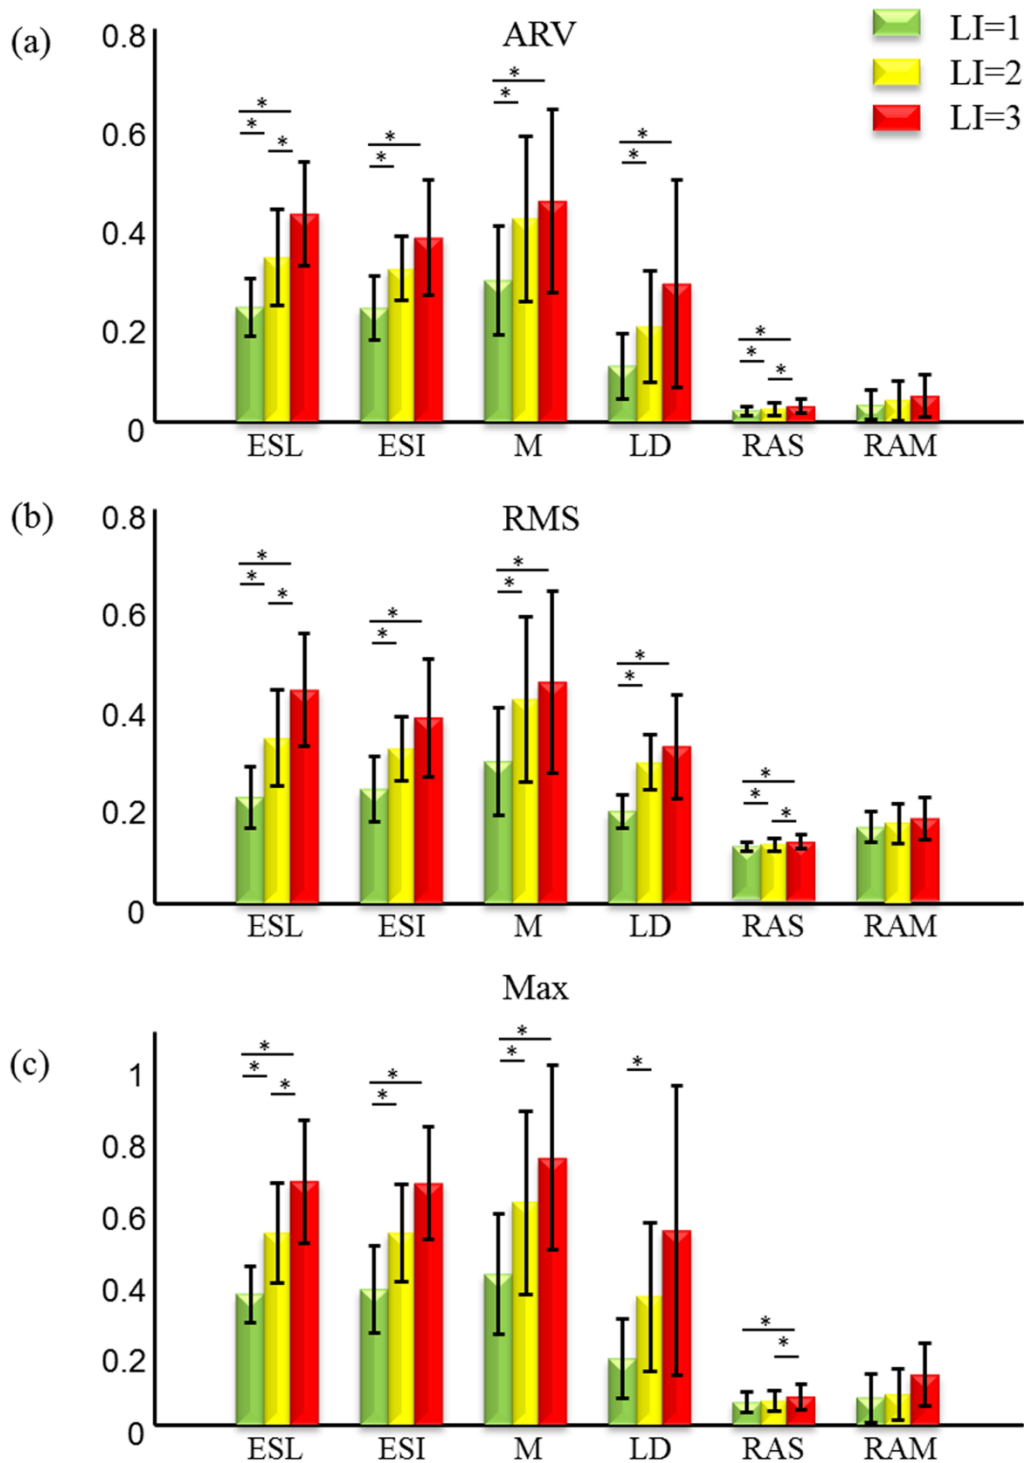 (a)
ARV
LI=1
LI=2
LI=3
0.8
0.6
0.4
0.2
0
* * *
* *
* *
* *
* * *
ESL ESI M LD RAS RAM
(b)
RMS
0.8
0.6
0.4
0.2
0
* * *
* *
* *
* *
* * *
ESL ESI M LD RAS RAM
Max
(c)
1
0.8
0.6
0.4
0.2
0
* * *
* *
* *
*
* *
ESL ESI M LD RAS RAM